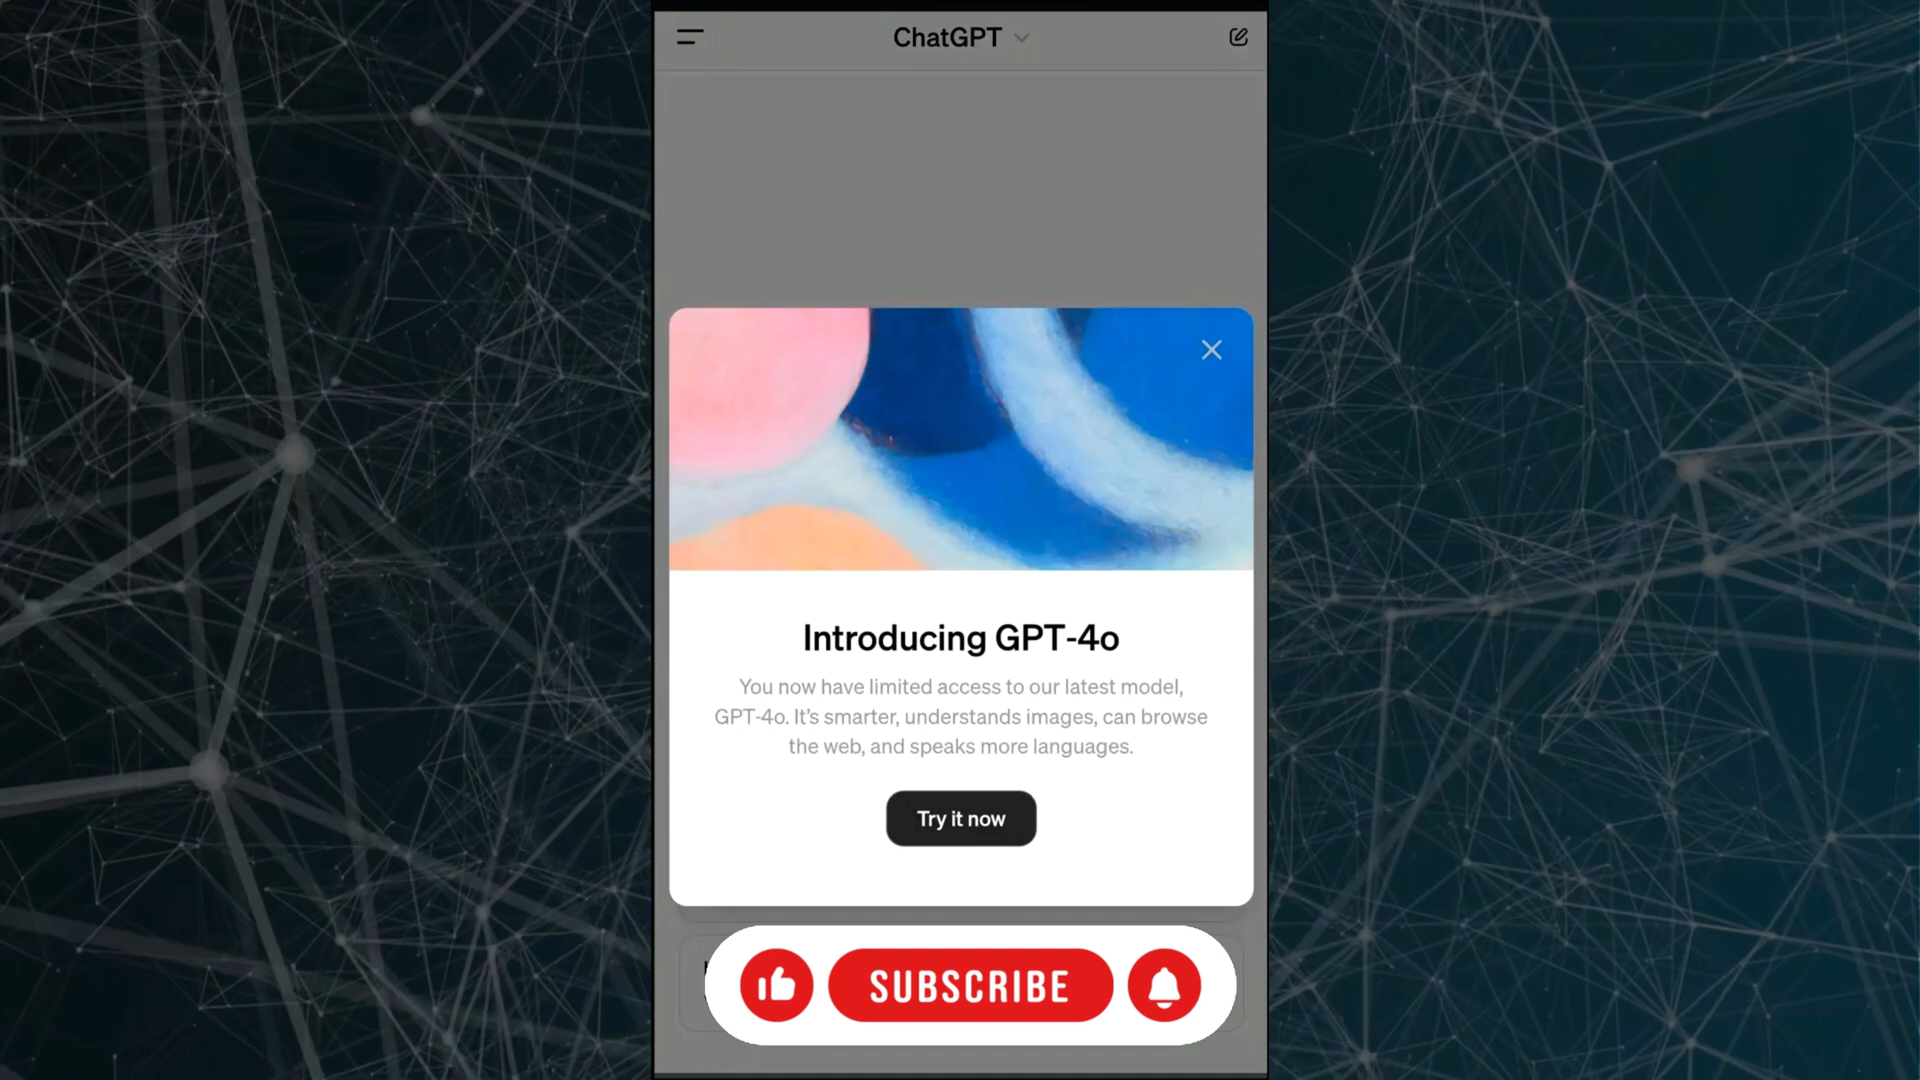 ChatGPT
Introducing GPT-4o
You now have limited access to our latest model,
GPT-4o. It's smarter, understands images, can browse
the web, and speaks more languages.
Try it now
SUBSCRIBE